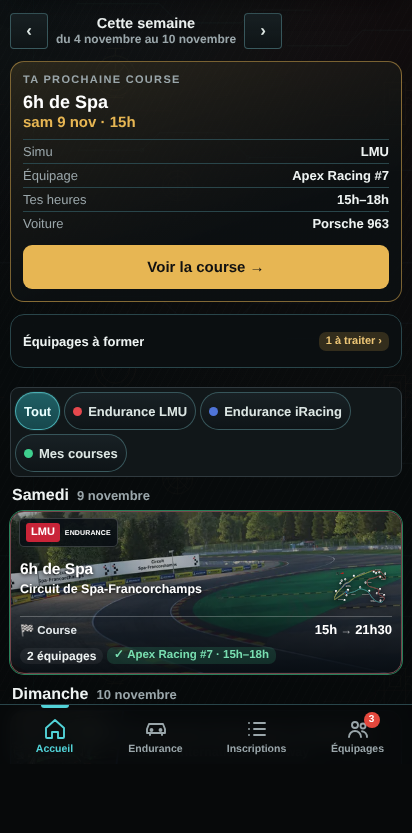 ‹ Cette semaine ›
du 4 novembre au 10 novembre
TA PROCHAINE COURSE
6h de Spa
sam 9 nov · 15h
Simu LMU
Équipage Apex Racing #7
Tes heures 15h–18h
Voiture Porsche 963
Voir la course →
Équipages à former 1 à traiter ›
Tout Endurance LMU Endurance iRacing
Mes courses
Samedi 9 novembre
LMU ENDURANCE
Circuit
Spa-Francorchamps
6h de Spa
Circuit de Spa-Francorchamps
Course 15h → 21h30
2 équipages ✓ Apex Racing #7 · 15h–18h
Dimanche 10 novembre
3
Accueil Endurance Inscriptions Équipages